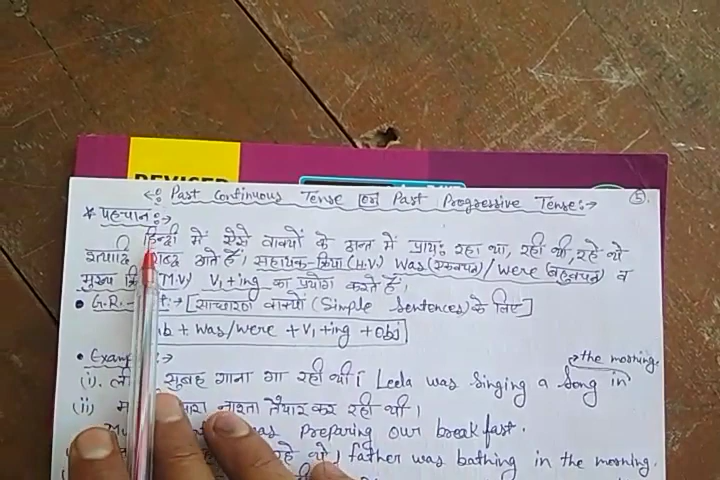 REVISED
Past Continuous Tense or Past Progressive Tense:→ 5.
* पहचान:→
हिन्दी में ऐसे वाक्यों के अन्त में प्रायः रहा था, रही थी, रहे थे
इत्यादि शब्द आते हैं। सहायक-क्रिया (H.V) was (एकवचन)/were (बहुवचन) व
मुख्य (M.V) V₁+ing का प्रयोग करते हैं।
• G.R. :→ [साधारण वाक्यों (Simple Sentences) के लिए]
+ was/were + V₁ +ing +obj
• Example:→
the morning.
(i). सुबह गाना गा रही थी। Leela was singing a song in
(ii) नाश्ता तैयार कर रही थी।
was preparing our breakfast.
रहे थे। father was bathing in the morning.